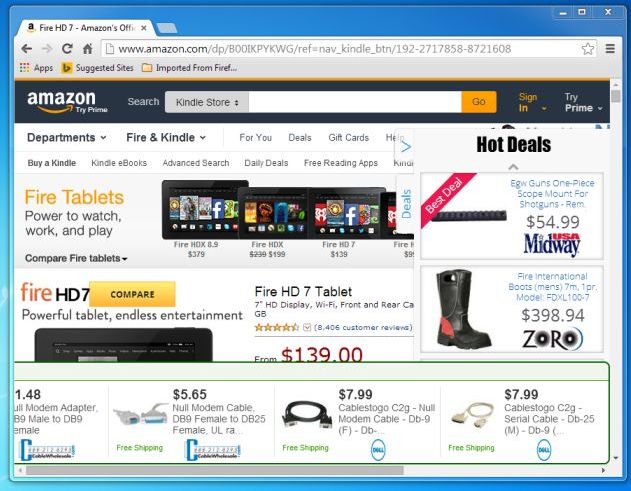 Fire HD 7 - Amazon's Offi
www.amazon.com/dp/B00IKPYKWG/ref=nav_kindle_btn/192-2717858-8721608
Apps Suggested Sites Imported From Firef...
amazon
Try Prime
Search Kindle Store Go
Sign
In
Try
Prime
Departments Fire & Kindle For You Deals Gift Cards Help
Buy a Kindle Kindle eBooks Advanced Search Daily Deals Free Reading Apps Kindl
Fire Tablets
Power to watch,
work, and play
Compare Fire tablets
Fire HDX 8.9
$379
Fire HDX
$239 $199
Fire HD 7
$139
Fire
$99
fire HD7 COMPARE
Powerful tablet, endless entertainment
Fire HD 7 Tablet
7" HD Display, Wi-Fi, Front and Rear Ca
GB
(8,406 customer reviews)
From $139.00
Deals
Hot Deals
Best Deal
Egw Guns One-Piece
Scope Mount For
Shotguns - Rem.
$54.99
Midway USA
Fire International
Boots (mens) 7m, 1pr.
Model: FDXL100-7
$398.94
ZORO
1.48
ull Modem Adapter,
B9 Male to DB9
emale
CableWholesale
$5.65
Null Modem Cable,
DB9 Female to DB25
Female, UL ra...
Free Shipping
CableWholesale
$7.99
Cablestogo C2g - Null
Modem Cable - Db-9
(F) - Db-...
Free Shipping
DELL
$7.99
Cablestogo C2g -
Serial Cable - Db-25
(M) - Db-9 (...
Free Shipping
DELL